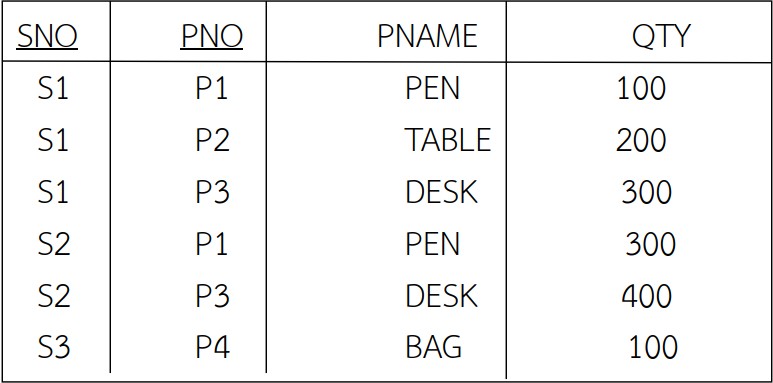 SNO PNO PNAME QTY
S1 P1 PEN 100
S1 P2 TABLE 200
S1 P3 DESK 300
S2 P1 PEN 300
S2 P3 DESK 400
S3 P4 BAG 100